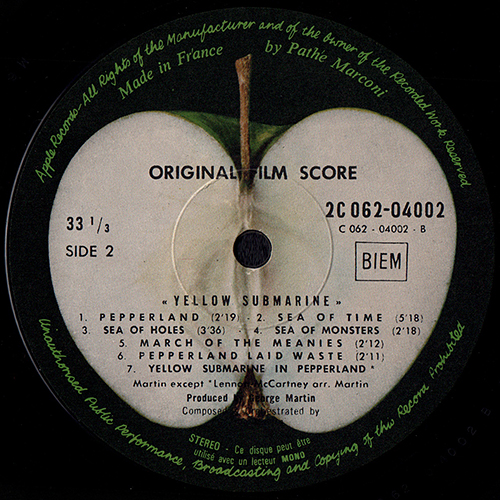 Apple Records-All Rights of the Manufacturer and of the owner of the Recorded Work Reserved
Made in France by Pathé Marconi
ORIGINAL FILM SCORE
33 1/3
2C 062-04002
C 062 - 04002 - B
SIDE 2
BIEM
« YELLOW SUBMARINE »
1. PEPPERLAND (2'19) - 2. SEA OF TIME (5'18)
3. SEA OF HOLES (3'36) - 4. SEA OF MONSTERS (2'18)
5. MARCH OF THE MEANIES (2'12)
6. PEPPERLAND LAID WASTE (2'11)
7. YELLOW SUBMARINE IN PEPPERLAND *
Martin except *Lennon-McCartney arr. Martin
Produced by George Martin
Composed orchestrated by
STEREO - Ce disque peut être
utilisé avec un lecteur MONO
Unauthorised Public Performance, Broadcasting and Copying of this Record Prohibited